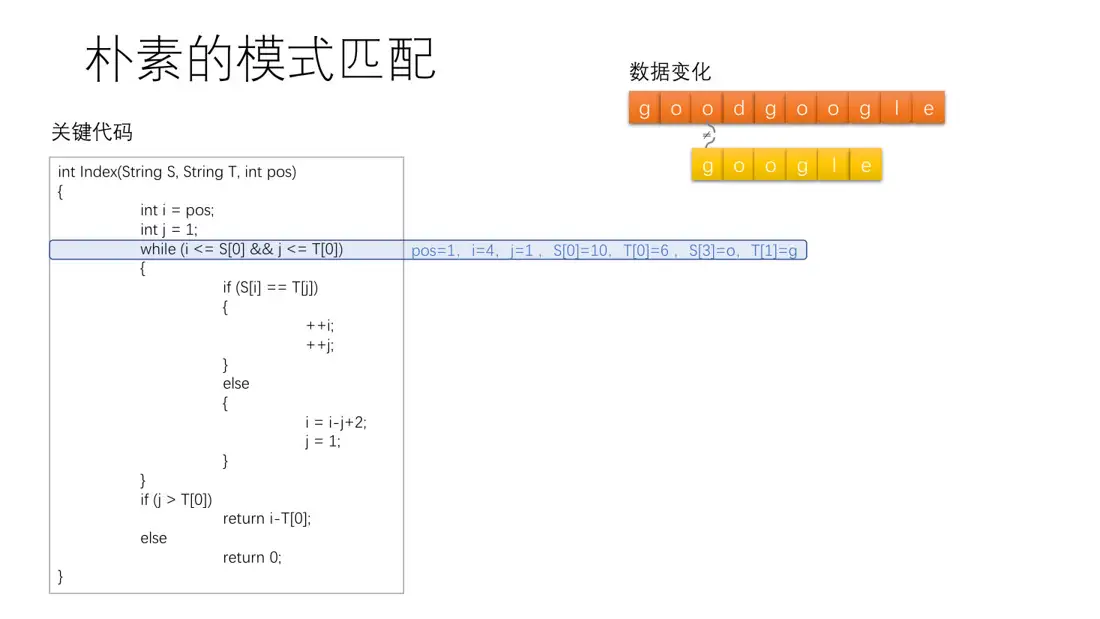 朴素的模式匹配
数据变化
g o o d g o o g l e
≠
g o o g l e
关键代码
int Index(String S, String T, int pos)
{
int i = pos;
int j = 1;
while (i <= S[0] && j <= T[0]) pos=1, i=4, j=1 , S[0]=10, T[0]=6 , S[3]=o, T[1]=g
{
if (S[i] == T[j])
{
++i;
++j;
}
else
{
i = i-j+2;
j = 1;
}
}
if (j > T[0])
return i-T[0];
else
return 0;
}